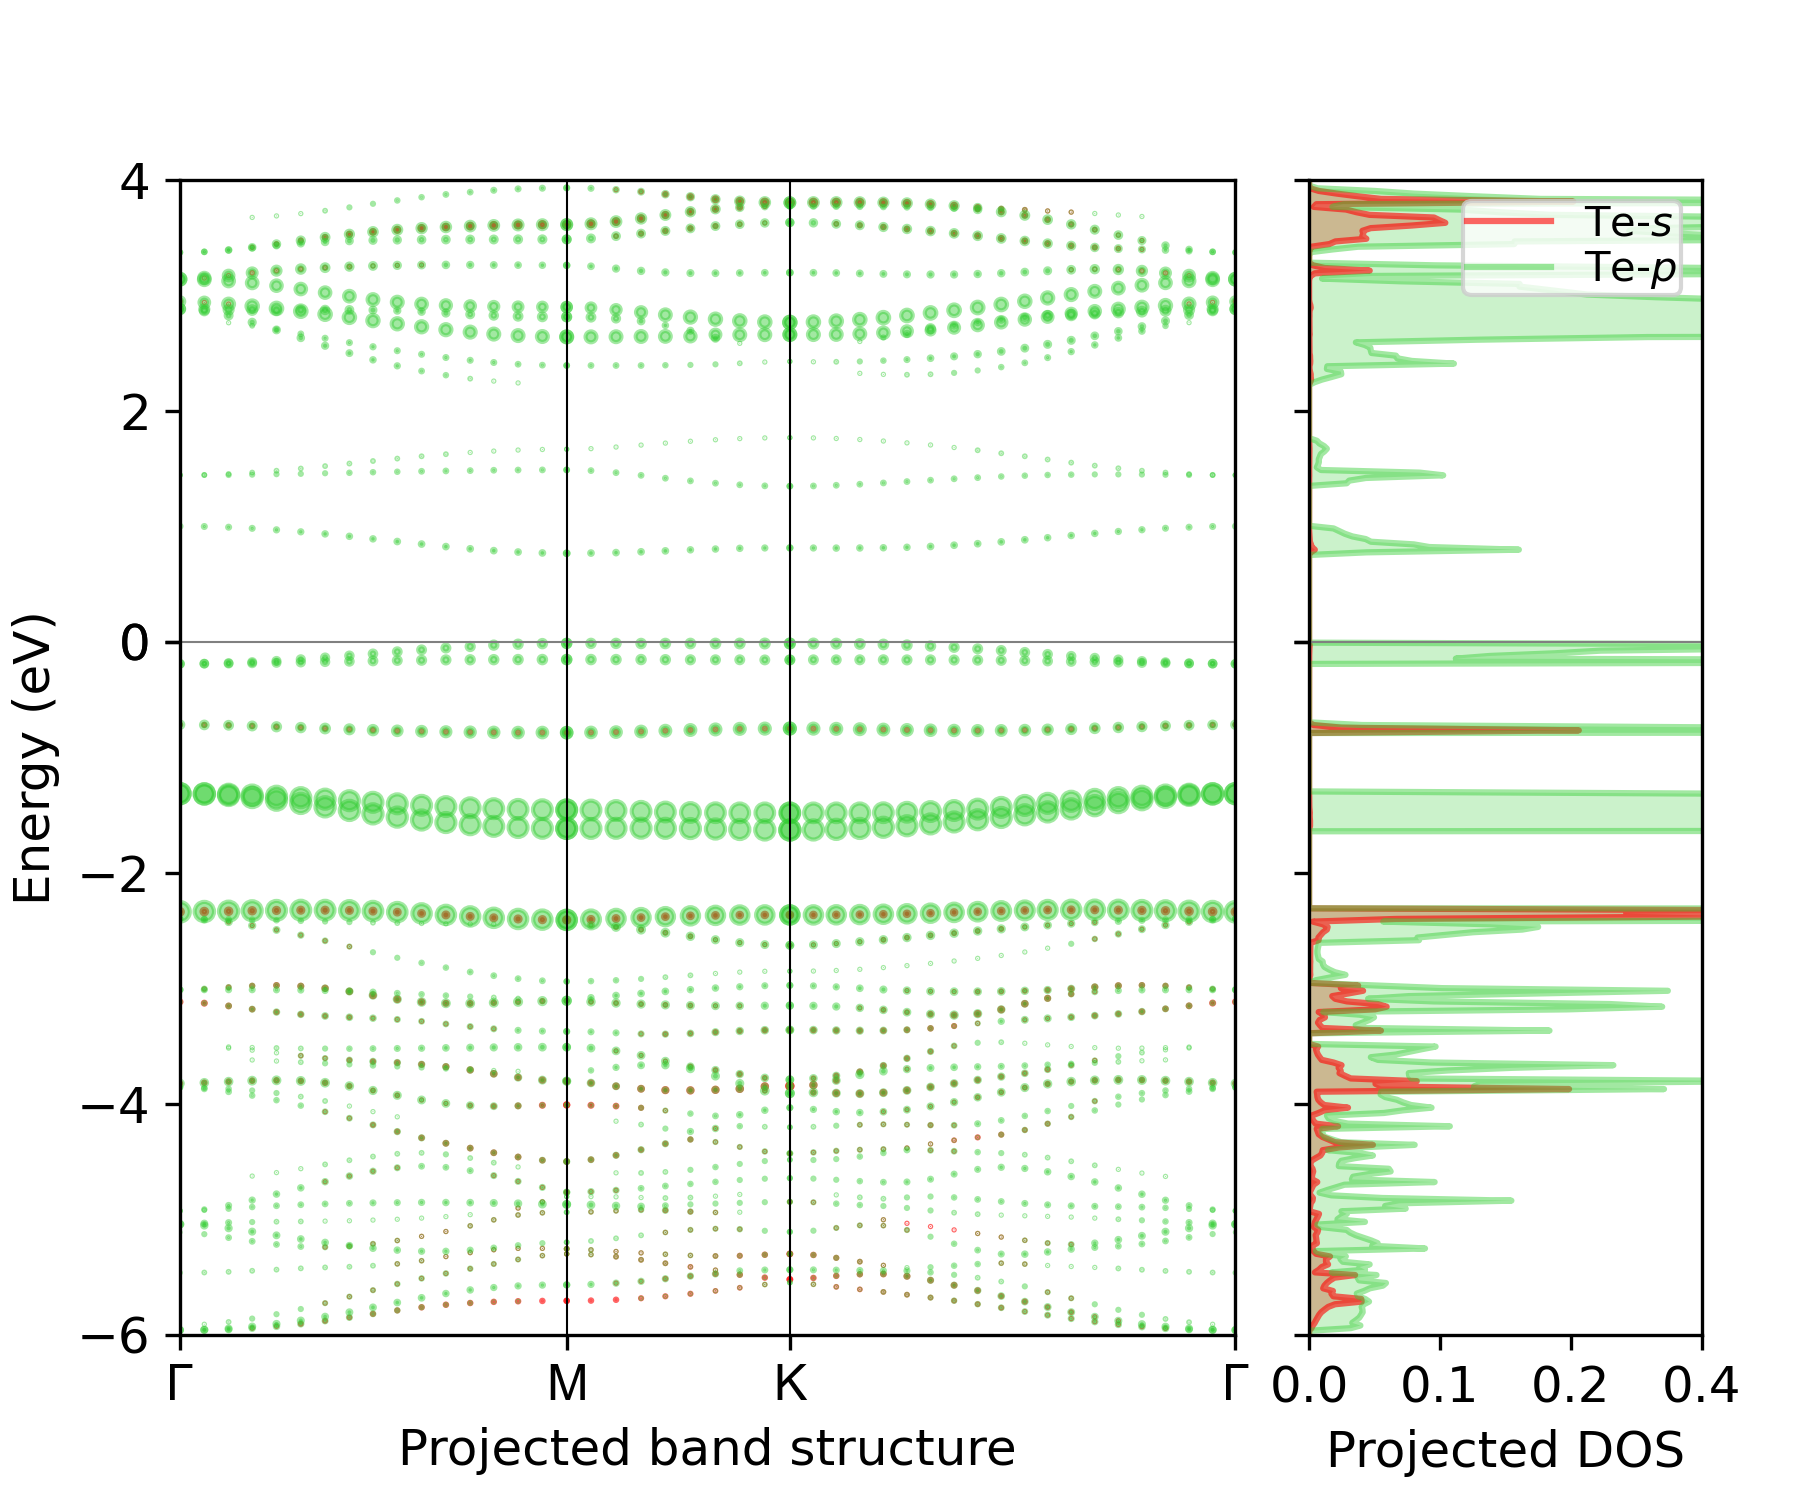 4
2
0
−2
−4
−6
Energy (eV)
Γ
M
K
Γ
Projected band structure
Te-s
Te-p
0.0
0.1
0.2
0.4
Projected DOS